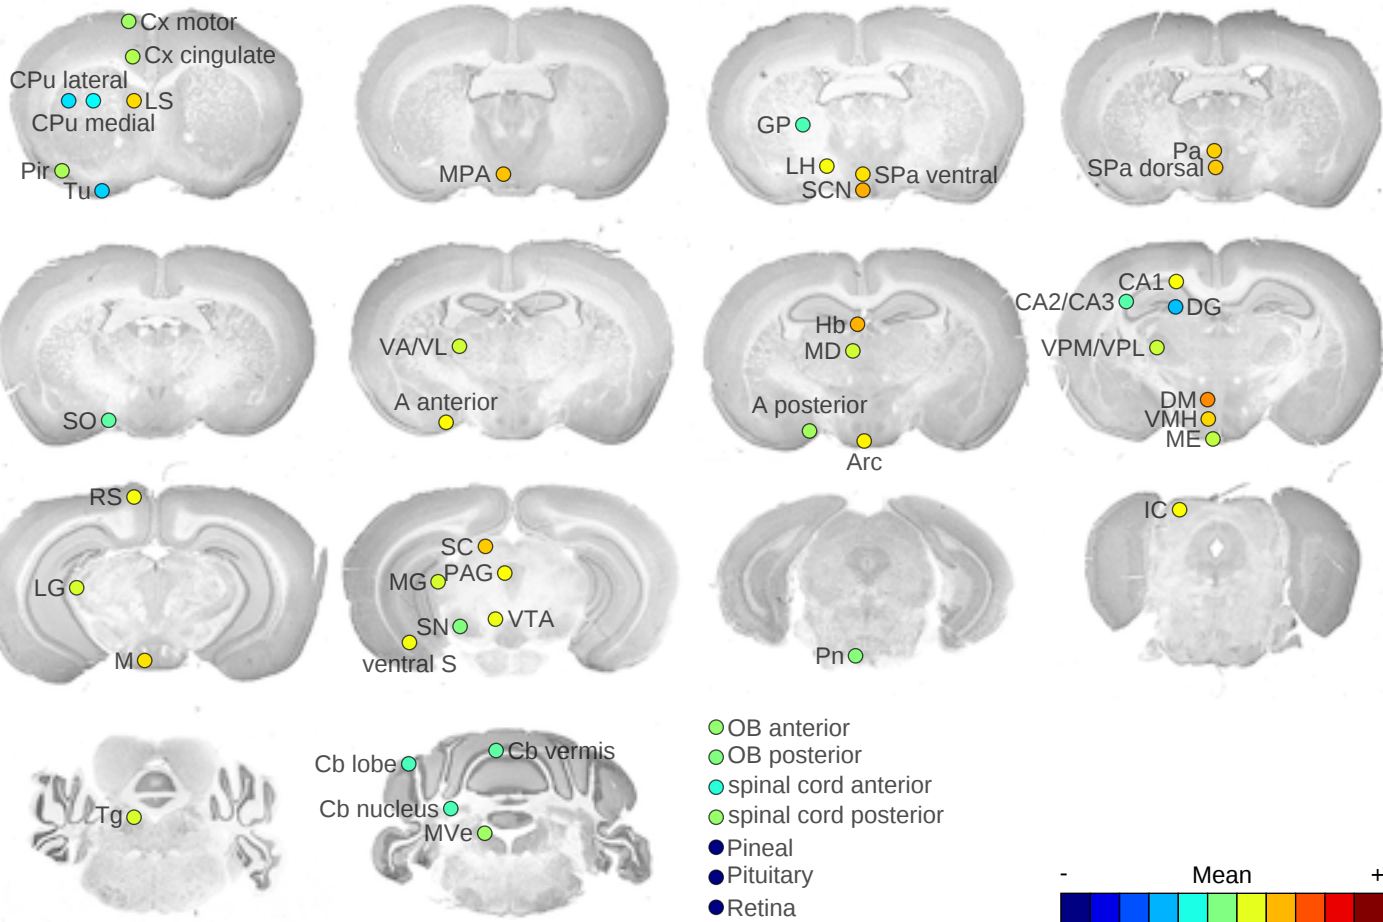 Cx motor
Cx cingulate
CPu lateral
LS
CPu medial
Pir
Tu
MPA
GP
LH
SPa ventral
SCN
Pa
SPa dorsal
SO
VA/VL
A anterior
Hb
MD
A posterior
Arc
CA1
CA2/CA3
DG
VPM/VPL
DM
VMH
ME
RS
LG
M
SC
MG
PAG
SN
VTA
ventral S
Pn
IC
Tg
Cb lobe
Cb vermis
Cb nucleus
MVe
OB anterior
OB posterior
spinal cord anterior
spinal cord posterior
Pineal
Pituitary
Retina
- Mean +